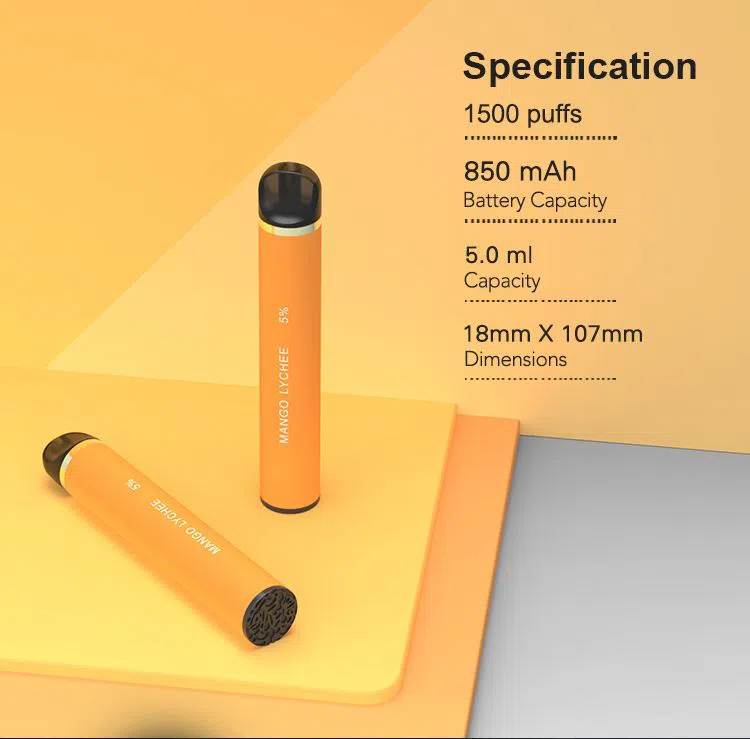 Specification
1500 puffs
850 mAh
Battery Capacity
5.0 ml
Capacity
18mm X 107mm
Dimensions
MANGO LYCHEE 5%
MANGO LYCHEE 5%